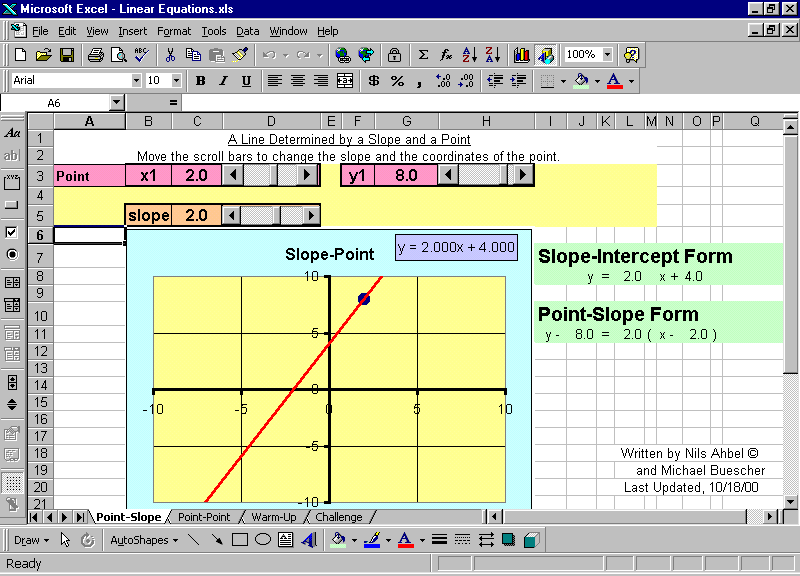 Microsoft Excel - Linear Equations.xls
File Edit View Insert Format Tools Data Window Help
100%
Arial 10 B I U $ % ,
A6 =
A B C D E F G H I J K L M N O P Q
1 A Line Determined by a Slope and a Point
2 Move the scroll bars to change the slope and the coordinates of the point.
3 Point x1 2.0 y1 8.0
4
5 slope 2.0
6
Slope-Point y = 2.000x + 4.000
7 Slope-Intercept Form
8 y = 2.0 x + 4.0
9
10 Point-Slope Form
11 y - 8.0 = 2.0 ( x - 2.0 )
12
13
14
15
16
17
18 Written by Nils Ahbel ©
19 and Michael Buescher
20 Last Updated, 10/18/00
21
10
5
0
-10 -5 0 5 10
-5
-10
Point-Slope Point-Point Warm-Up Challenge
Draw AutoShapes
Ready